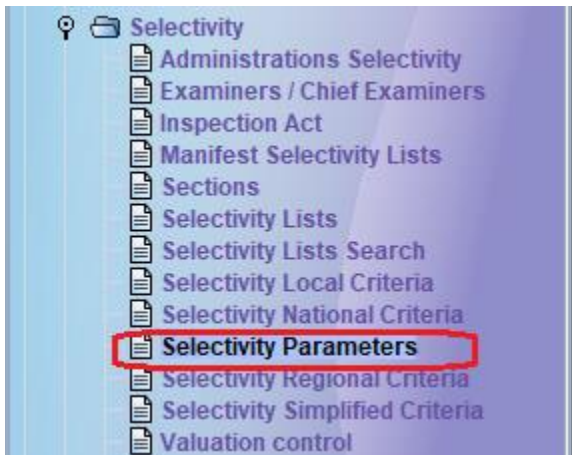 Selectivity
Administrations Selectivity
Examiners / Chief Examiners
Inspection Act
Manifest Selectivity Lists
Sections
Selectivity Lists
Selectivity Lists Search
Selectivity Local Criteria
Selectivity National Criteria
Selectivity Parameters
Selectivity Regional Criteria
Selectivity Simplified Criteria
Valuation control